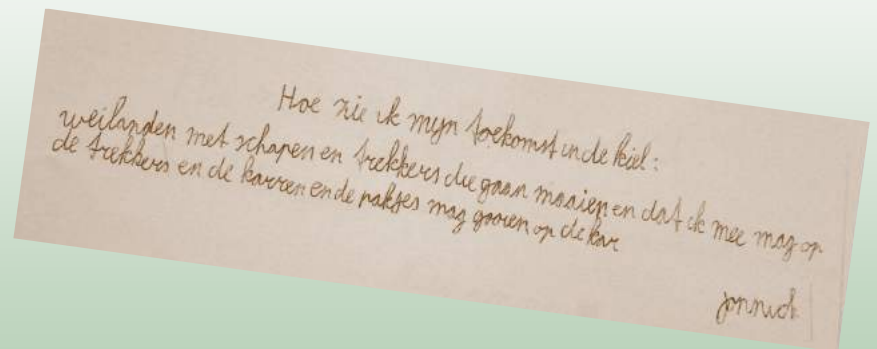 Hoe zie ik mijn toekomst in de kiel:
weilanden met schapen en trekkers die gaan maaien en dat ik mee mag op
de trekkers en de karren en de pakjes mag gooien op de kar
jannick